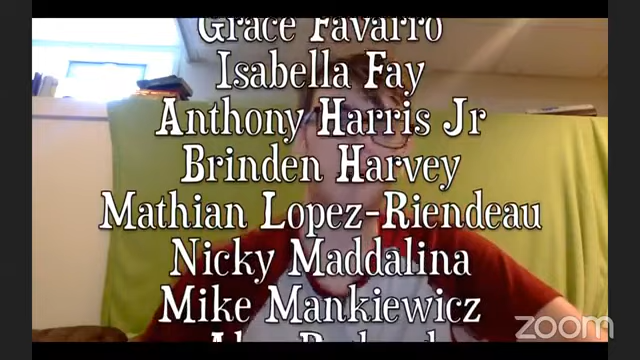 Grace Favarro
Isabella Fay
Anthony Harris Jr
Brinden Harvey
Mathian Lopez-Riendeau
Nicky Maddalina
Mike Mankiewicz
zoom